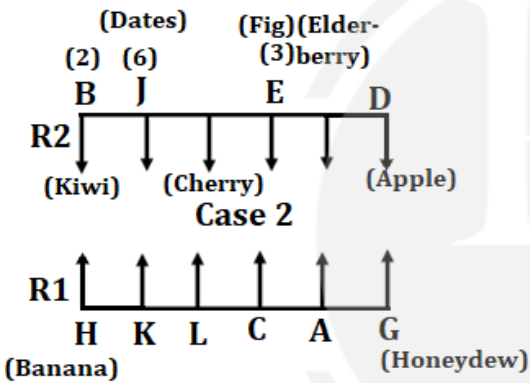 (Dates) (Fig)(Elder-
(2) (6) (3)berry)
B J E D
R2
(Kiwi) (Cherry) (Apple)
Case 2
R1
H K L C A G
(Banana) (Honeydew)